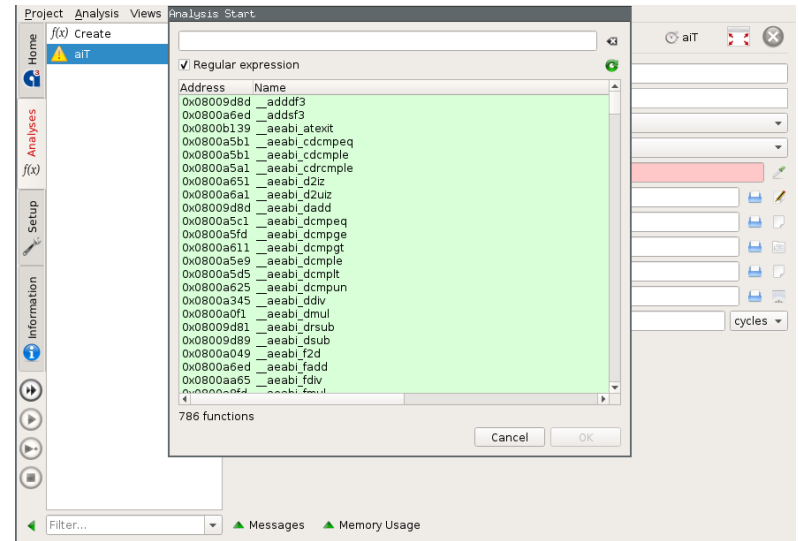 Project Analysis Views
Analysis Start
Home
Analyses
f(x)
Setup
Information
f(x) Create
aiT
Regular expression
Address Name
0x08009d8d __adddf3
0x0800a6ed __addsf3
0x0800b139 __aeabi_atexit
0x0800a5b1 __aeabi_cdcmpeq
0x0800a5b1 __aeabi_cdcmple
0x0800a5a1 __aeabi_cdrcmple
0x0800a651 __aeabi_d2iz
0x0800a6a1 __aeabi_d2uiz
0x08009d8d __aeabi_dadd
0x0800a5c1 __aeabi_dcmpeq
0x0800a5fd __aeabi_dcmpge
0x0800a611 __aeabi_dcmpgt
0x0800a5e9 __aeabi_dcmple
0x0800a5d5 __aeabi_dcmplt
0x0800a625 __aeabi_dcmpun
0x0800a345 __aeabi_ddiv
0x0800a0f1 __aeabi_dmul
0x08009d81 __aeabi_drsub
0x08009d89 __aeabi_dsub
0x0800a049 __aeabi_f2d
0x0800a6ed __aeabi_fadd
0x0800aa65 __aeabi_fdiv
786 functions
Cancel OK
aiT
cycles
Filter...
Messages Memory Usage